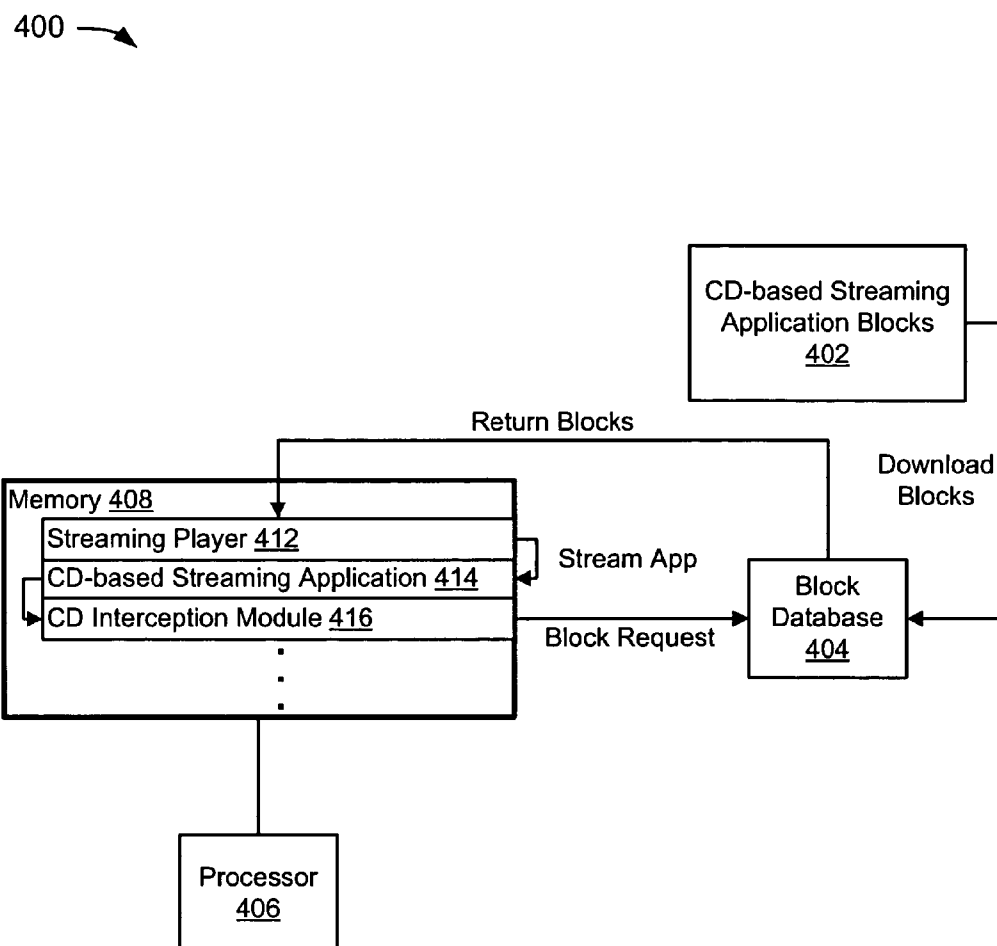 400
CD-based Streaming
Application Blocks
402
Return Blocks
Download
Blocks
Memory 408
Streaming Player 412
Stream App
CD-based Streaming Application 414
CD Interception Module 416
Block Request
Block
Database
404
Processor
406